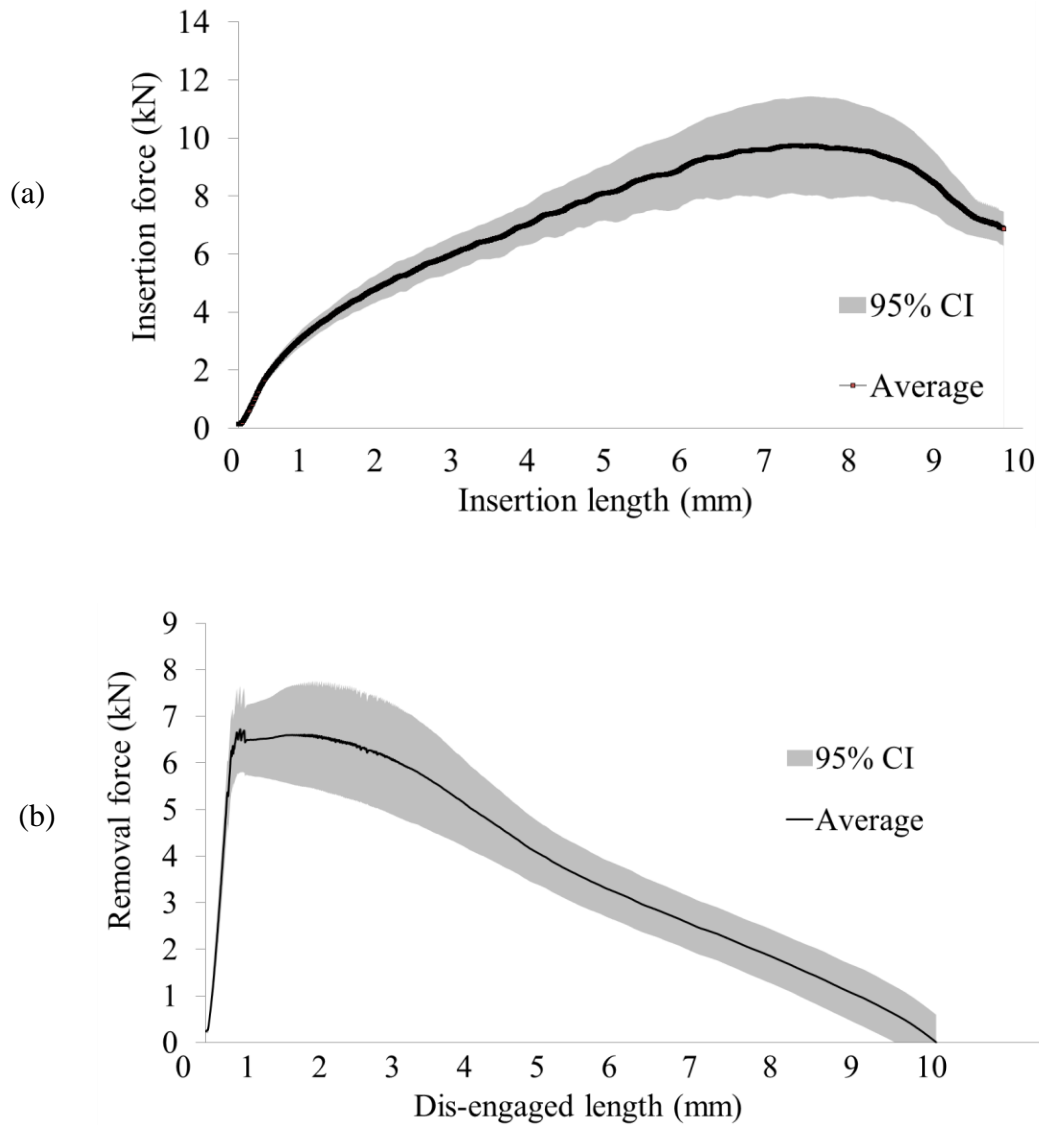 (a)
Insertion force (kN)
14
12
10
8
6
4
2
0
95% CI
Average
0 1 2 3 4 5 6 7 8 9 10
Insertion length (mm)
(b)
Removal force (kN)
9
8
7
6
5
4
3
2
1
0
95% CI
Average
1 2 3 4 5 6 7 8 9 10
Dis-engaged length (mm)